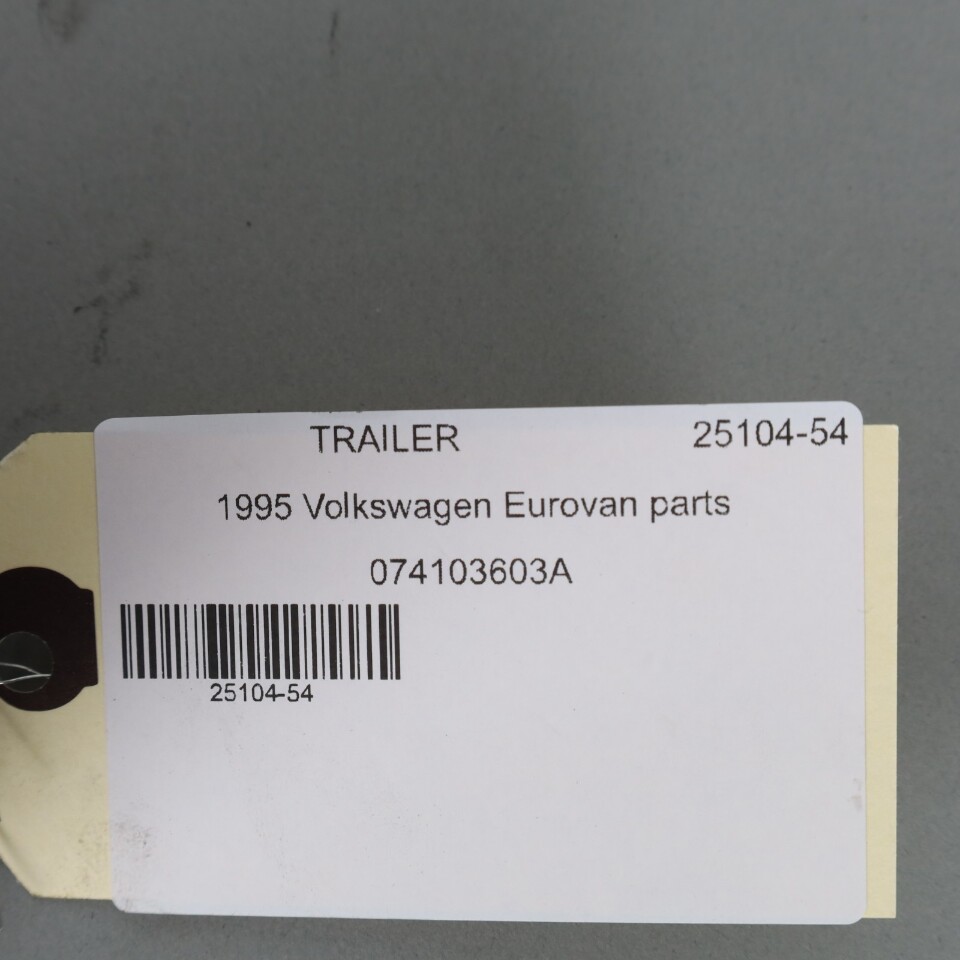 TRAILER 25104-54
1995 Volkswagen Eurovan parts
074103603A
25104-54